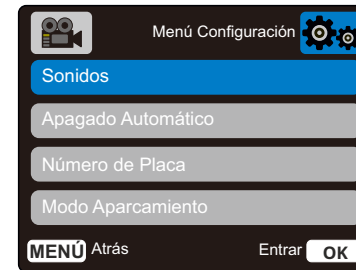 Menú Configuración
Sonidos
Apagado Automático
Número de Placa
Modo Aparcamiento
MENÚ Atrás Entrar OK